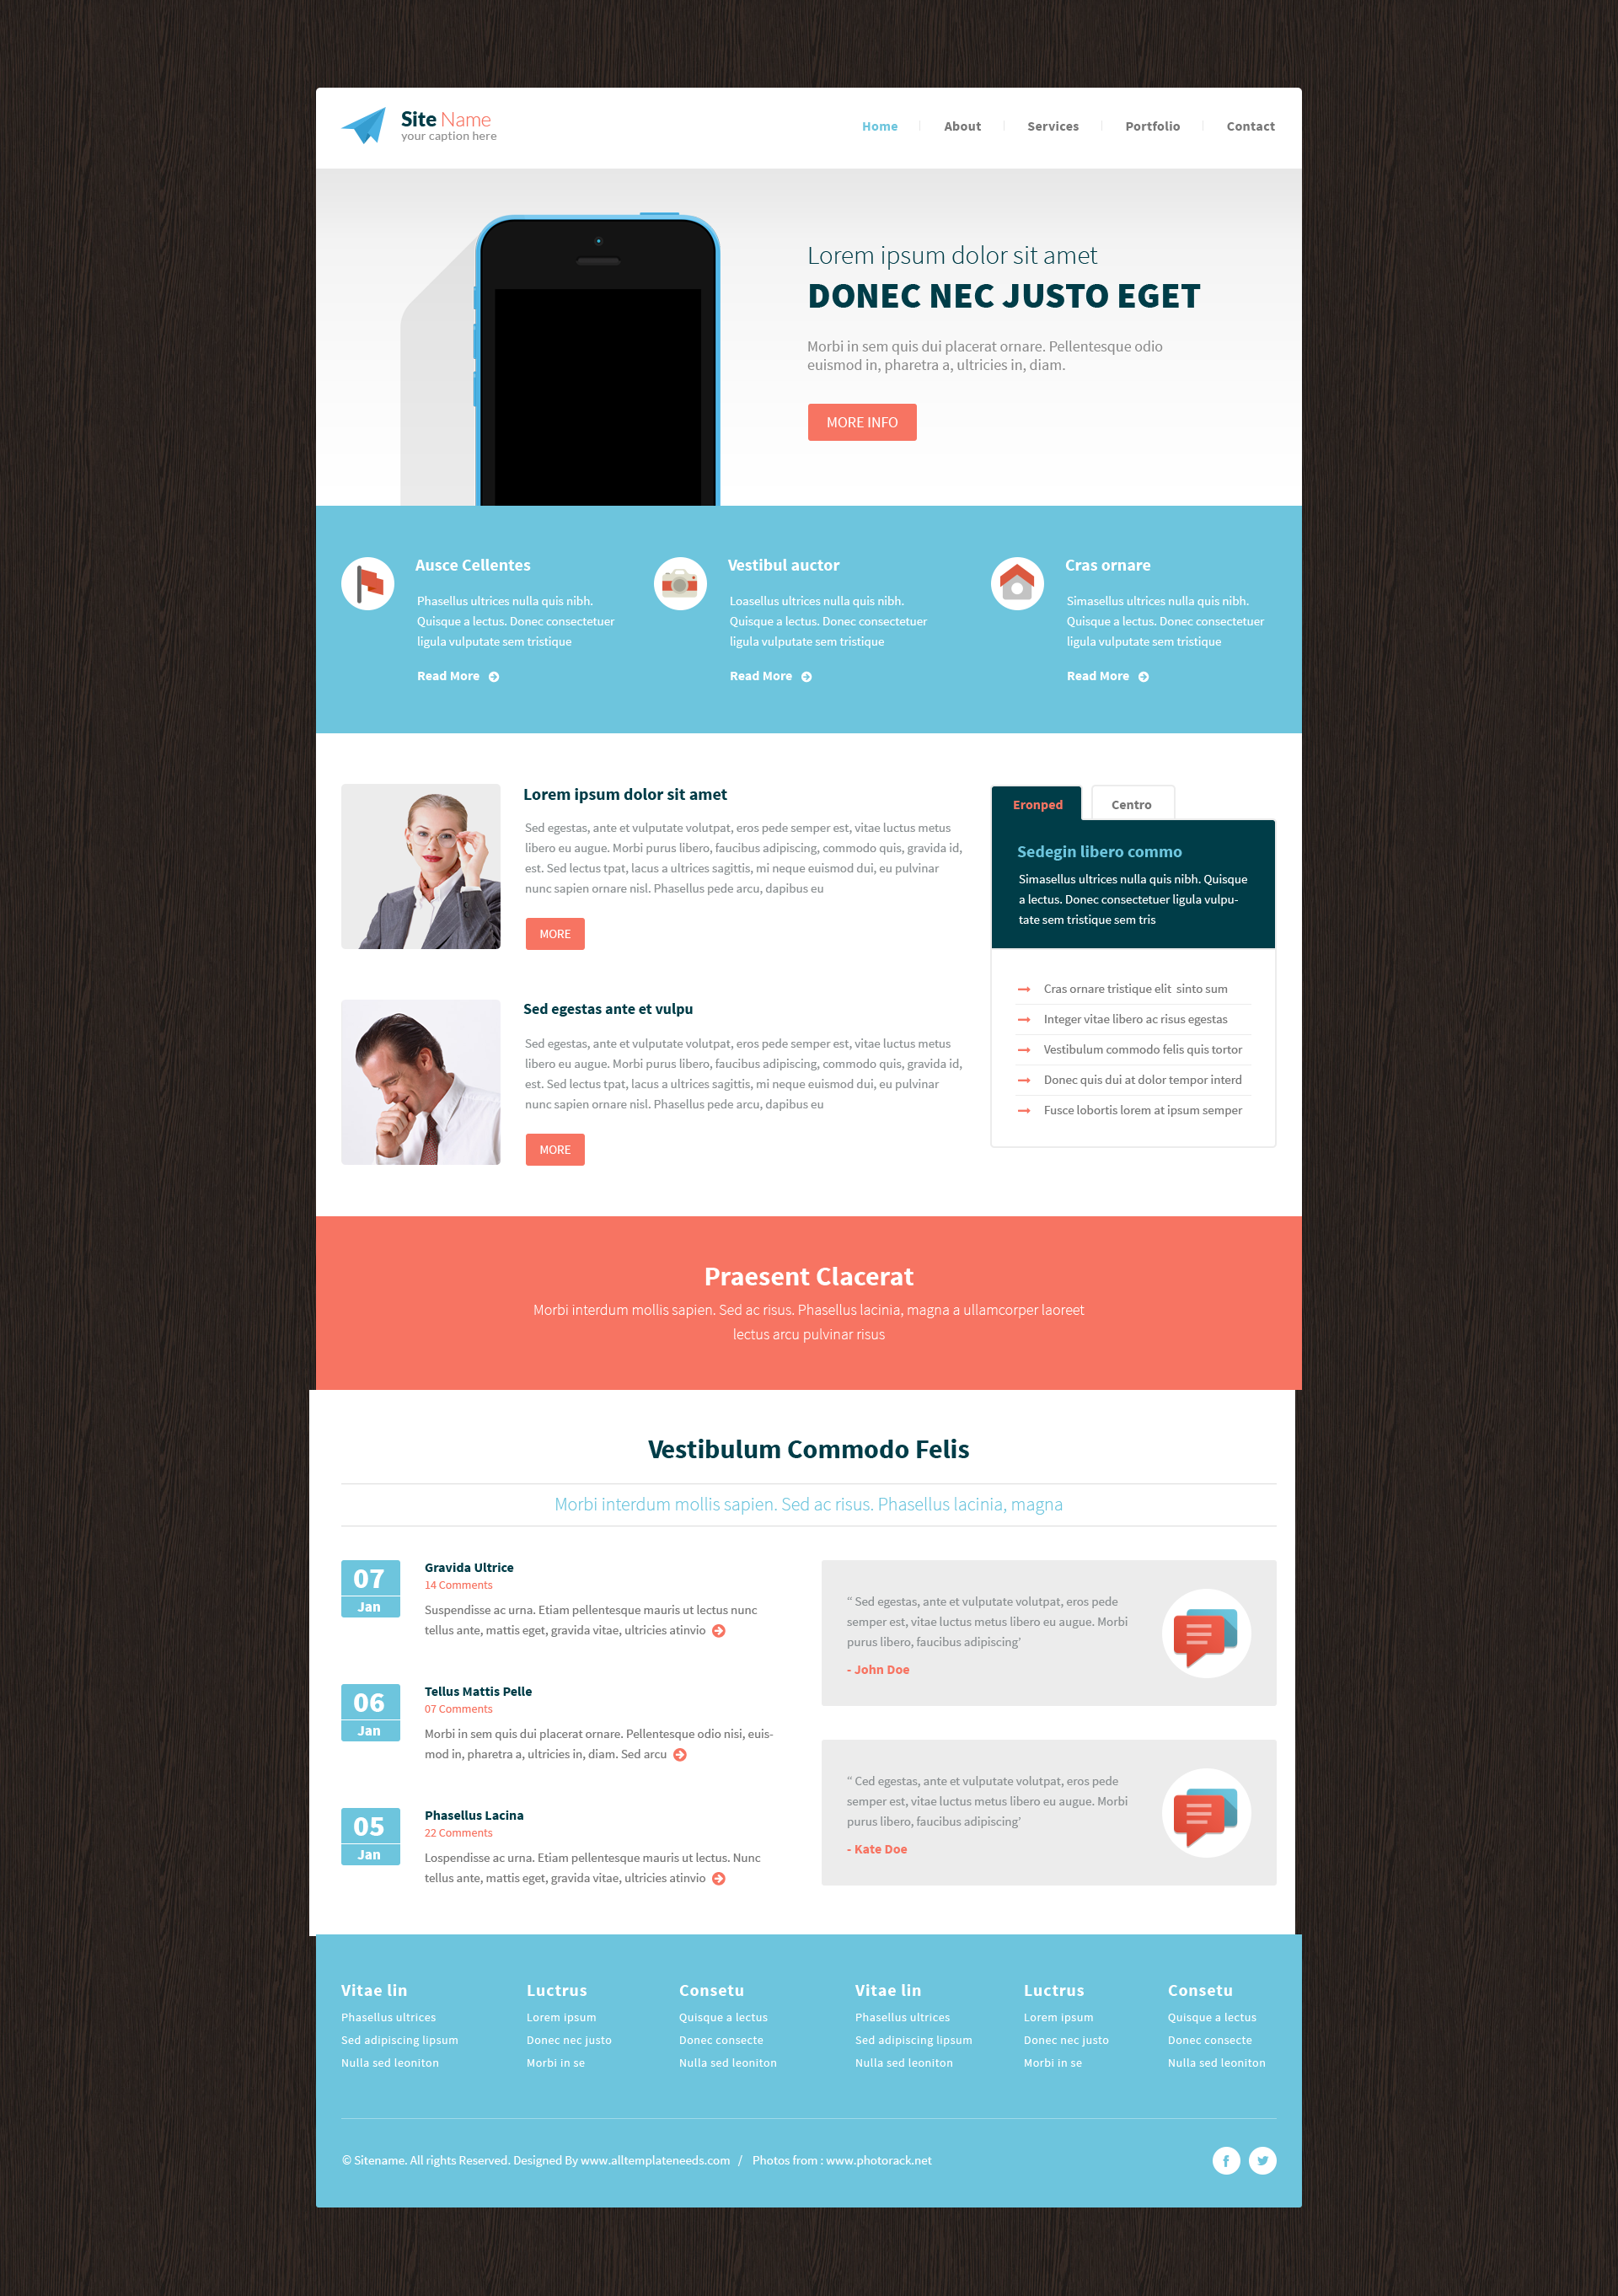 Site Name
your caption here
Home
About
Services
Portfolio
Contact
Lorem ipsum dolor sit amet
DONEC NEC JUSTO EGET
Morbi in sem quis dui placerat ornare. Pellentesque odio
euismod in, pharetra a, ultricies in, diam.
MORE INFO
Ausce Cellentes
Phasellus ultrices nulla quis nibh.
Quisque a lectus. Donec consectetuer
ligula vulputate sem tristique
Read More
Vestibul auctor
Loasellus ultrices nulla quis nibh.
Quisque a lectus. Donec consectetuer
ligula vulputate sem tristique
Read More
Cras ornare
Simasellus ultrices nulla quis nibh.
Quisque a lectus. Donec consectetuer
ligula vulputate sem tristique
Read More
Lorem ipsum dolor sit amet
Sed egestas, ante et vulputate volutpat, eros pede semper est, vitae luctus metus
libero eu augue. Morbi purus libero, faucibus adipiscing, commodo quis, gravida id,
est. Sed lectus tpat, lacus a ultrices sagittis, mi neque euismod dui, eu pulvinar
nunc sapien ornare nisl. Phasellus pede arcu, dapibus eu
MORE
Sed egestas ante et vulpu
Sed egestas, ante et vulputate volutpat, eros pede semper est, vitae luctus metus
libero eu augue. Morbi purus libero, faucibus adipiscing, commodo quis, gravida id,
est. Sed lectus tpat, lacus a ultrices sagittis, mi neque euismod dui, eu pulvinar
nunc sapien ornare nisl. Phasellus pede arcu, dapibus eu
MORE
Eronped
Centro
Sedegin libero commo
Simasellus ultrices nulla quis nibh. Quisque
a lectus. Donec consectetuer ligula vulpu-
tate sem tristique sem tris
Cras ornare tristique elit sinto sum
Integer vitae libero ac risus egestas
Vestibulum commodo felis quis tortor
Donec quis dui at dolor tempor interd
Fusce lobortis lorem at ipsum semper
Praesent Clacerat
Morbi interdum mollis sapien. Sed ac risus. Phasellus lacinia, magna a ullamcorper laoreet
lectus arcu pulvinar risus
Vestibulum Commodo Felis
Morbi interdum mollis sapien. Sed ac risus. Phasellus lacinia, magna
07
Jan
Gravida Ultrice
14 Comments
Suspendisse ac urna. Etiam pellentesque mauris ut lectus nunc
tellus ante, mattis eget, gravida vitae, ultricies atinvio
06
Jan
Tellus Mattis Pelle
07 Comments
Morbi in sem quis dui placerat ornare. Pellentesque odio nisi, euis-
mod in, pharetra a, ultricies in, diam. Sed arcu
05
Jan
Phasellus Lacina
22 Comments
Lospendisse ac urna. Etiam pellentesque mauris ut lectus. Nunc
tellus ante, mattis eget, gravida vitae, ultricies atinvio
“ Sed egestas, ante et vulputate volutpat, eros pede
semper est, vitae luctus metus libero eu augue. Morbi
purus libero, faucibus adipiscing’
- John Doe
“ Ced egestas, ante et vulputate volutpat, eros pede
semper est, vitae luctus metus libero eu augue. Morbi
purus libero, faucibus adipiscing’
- Kate Doe
Vitae lin
Phasellus ultrices
Sed adipiscing lipsum
Nulla sed leoniton
Luctrus
Lorem ipsum
Donec nec justo
Morbi in se
Consetu
Quisque a lectus
Donec consecte
Nulla sed leoniton
Vitae lin
Phasellus ultrices
Sed adipiscing lipsum
Nulla sed leoniton
Luctrus
Lorem ipsum
Donec nec justo
Morbi in se
Consetu
Quisque a lectus
Donec consecte
Nulla sed leoniton
© Sitename. All rights Reserved. Designed By www.alltemplateneeds.com / Photos from : www.photorack.net